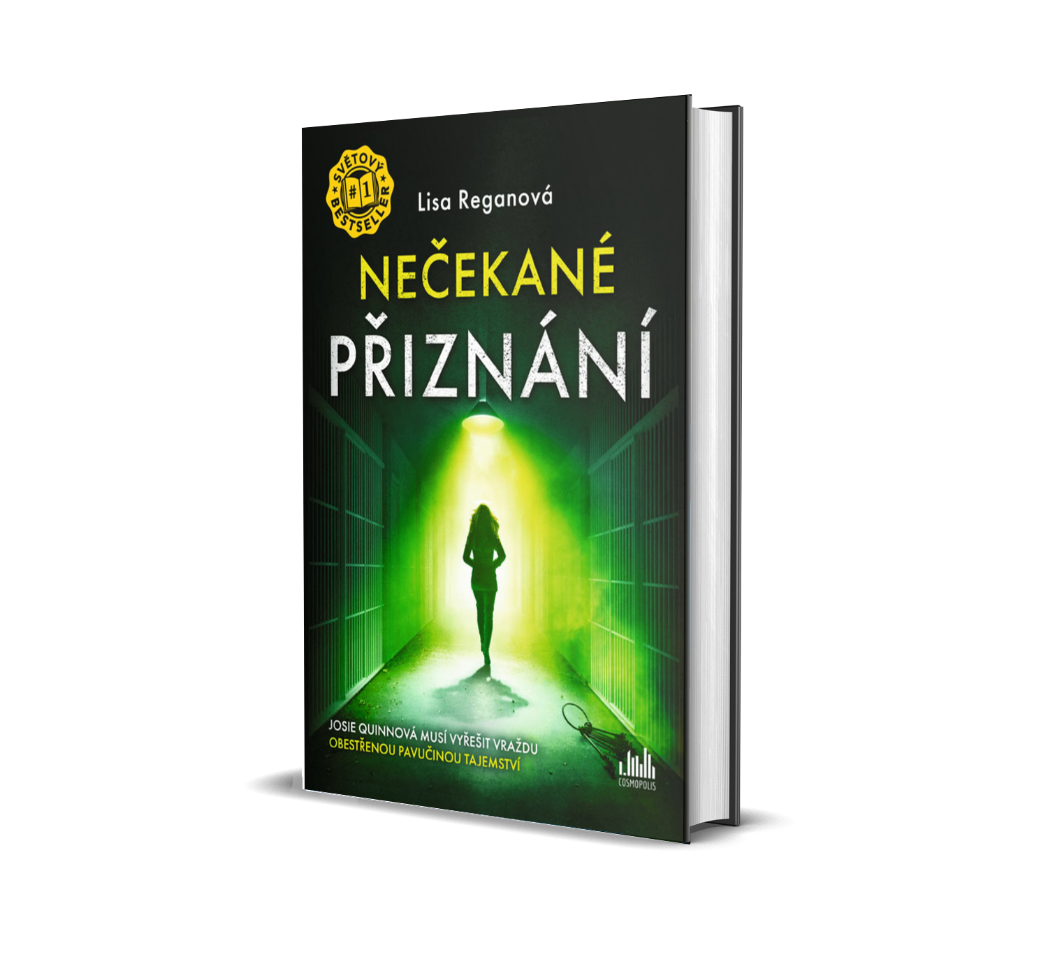 SVĚTOVÝ
#1
BESTSELLER
Lisa Reganová
NEČEKANÉ
PŘIZNÁNÍ
JOSIE QUINNOVÁ MUSÍ VYŘEŠIT VRAŽDU
OBESTŘENOU PAVUČINOU TAJEMSTVÍ
COSMOPOLIS